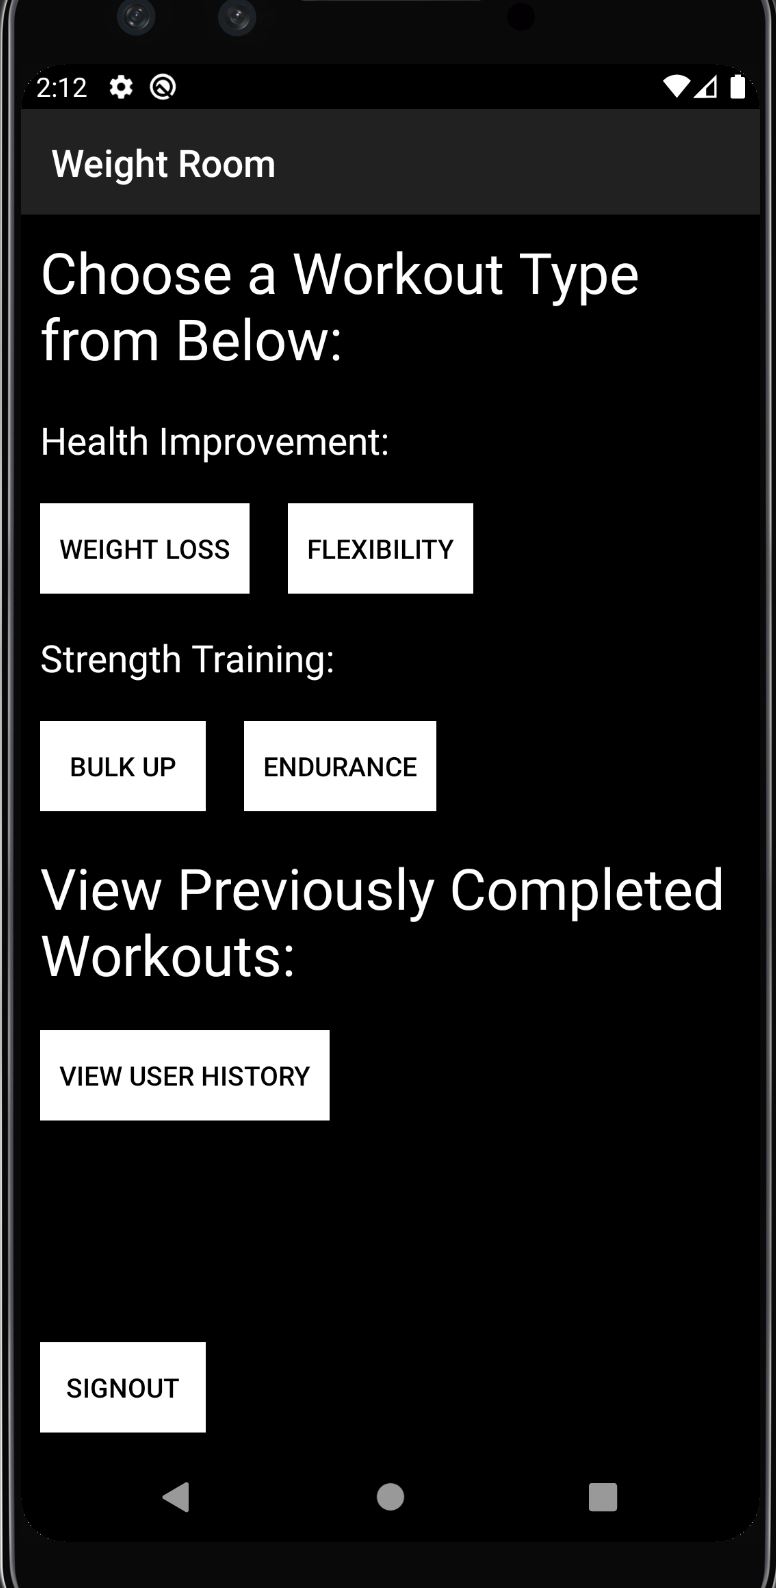 2:12
Weight Room
Choose a Workout Type
from Below:
Health Improvement:
WEIGHT LOSS FLEXIBILITY
Strength Training:
BULK UP ENDURANCE
View Previously Completed
Workouts:
VIEW USER HISTORY
SIGNOUT